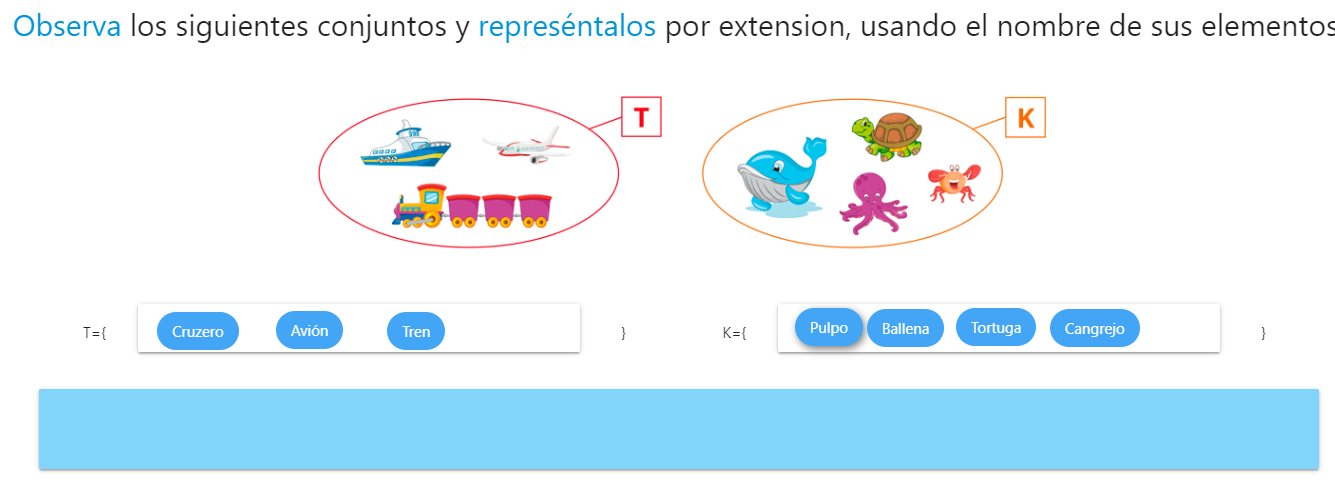 Observa los siguientes conjuntos y represéntalos por extension, usando el nombre de sus elementos
T K
T={ Cruzero Avión Tren } K={ Pulpo Ballena Tortuga Cangrejo }